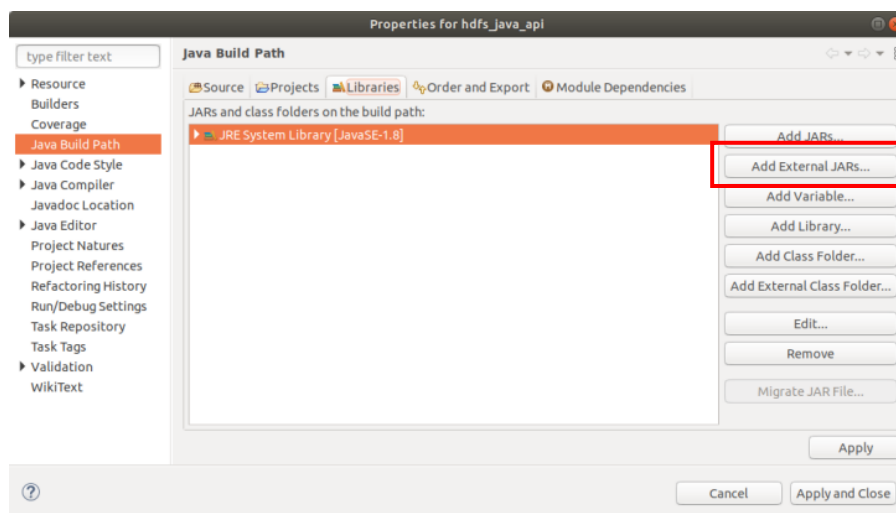 Properties for hdfs_java_api
type filter text
Java Build Path
Resource
Builders
Coverage
Java Build Path
Java Code Style
Java Compiler
Javadoc Location
Java Editor
Project Natures
Project References
Refactoring History
Run/Debug Settings
Task Repository
Task Tags
Validation
WikiText
Source Projects Libraries Order and Export Module Dependencies
JARs and class folders on the build path:
JRE System Library [JavaSE-1.8]
Add JARs...
Add External JARs...
Add Variable...
Add Library...
Add Class Folder...
Add External Class Folder...
Edit...
Remove
Migrate JAR File...
Apply
Cancel Apply and Close